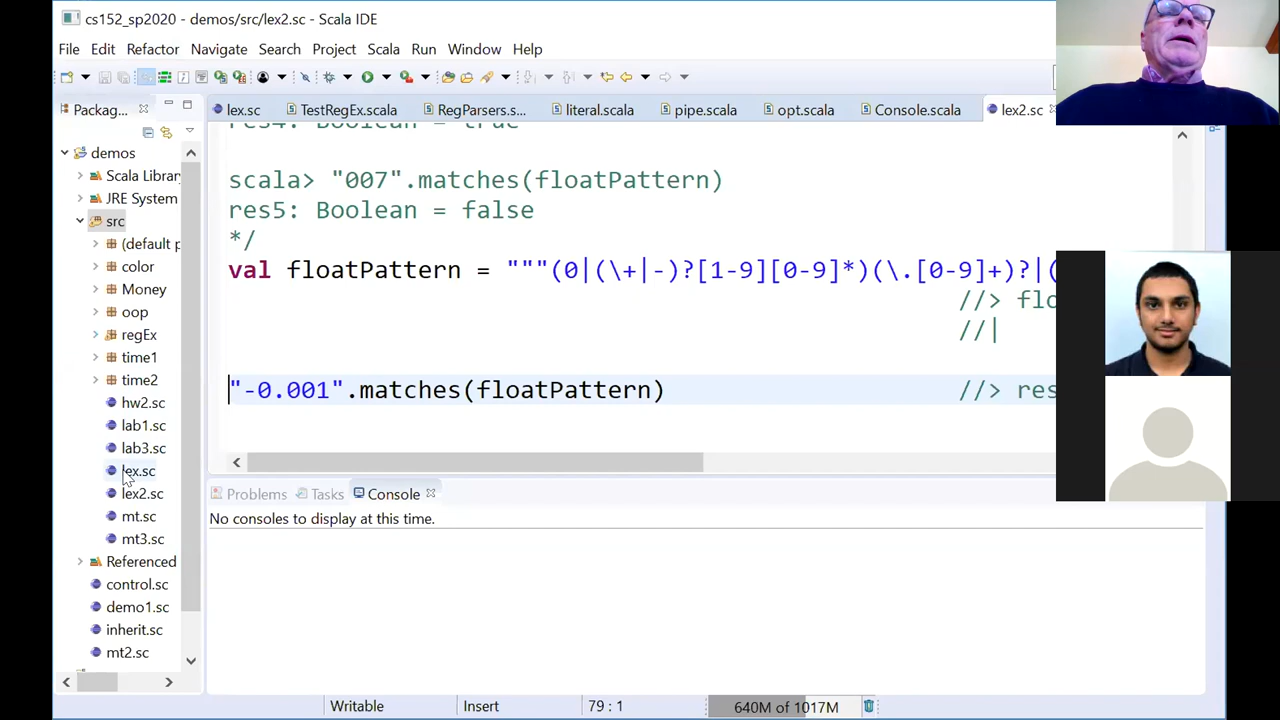 cs152_sp2020 - demos/src/lex2.sc - Scala IDE
File Edit Refactor Navigate Search Project Scala Run Window Help
Packag...
lex.sc TestRegEx.scala RegParsers.s... literal.scala pipe.scala opt.scala Console.scala lex2.sc
demos
Scala Library
JRE System
src
(default p
color
Money
oop
regEx
time1
time2
hw2.sc
lab1.sc
lab3.sc
lex.sc
lex2.sc
mt.sc
mt3.sc
Referenced
control.sc
demo1.sc
inherit.sc
mt2.sc
res4: Boolean = true
scala> "007".matches(floatPattern)
res5: Boolean = false
*/
val floatPattern = """(0|(\+|-)?[1-9][0-9]*)(\.[0-9]+)?|(
//> flo
//|
"-0.001".matches(floatPattern) //> res
Problems Tasks Console
No consoles to display at this time.
Writable Insert 79 : 1 640M of 1017M